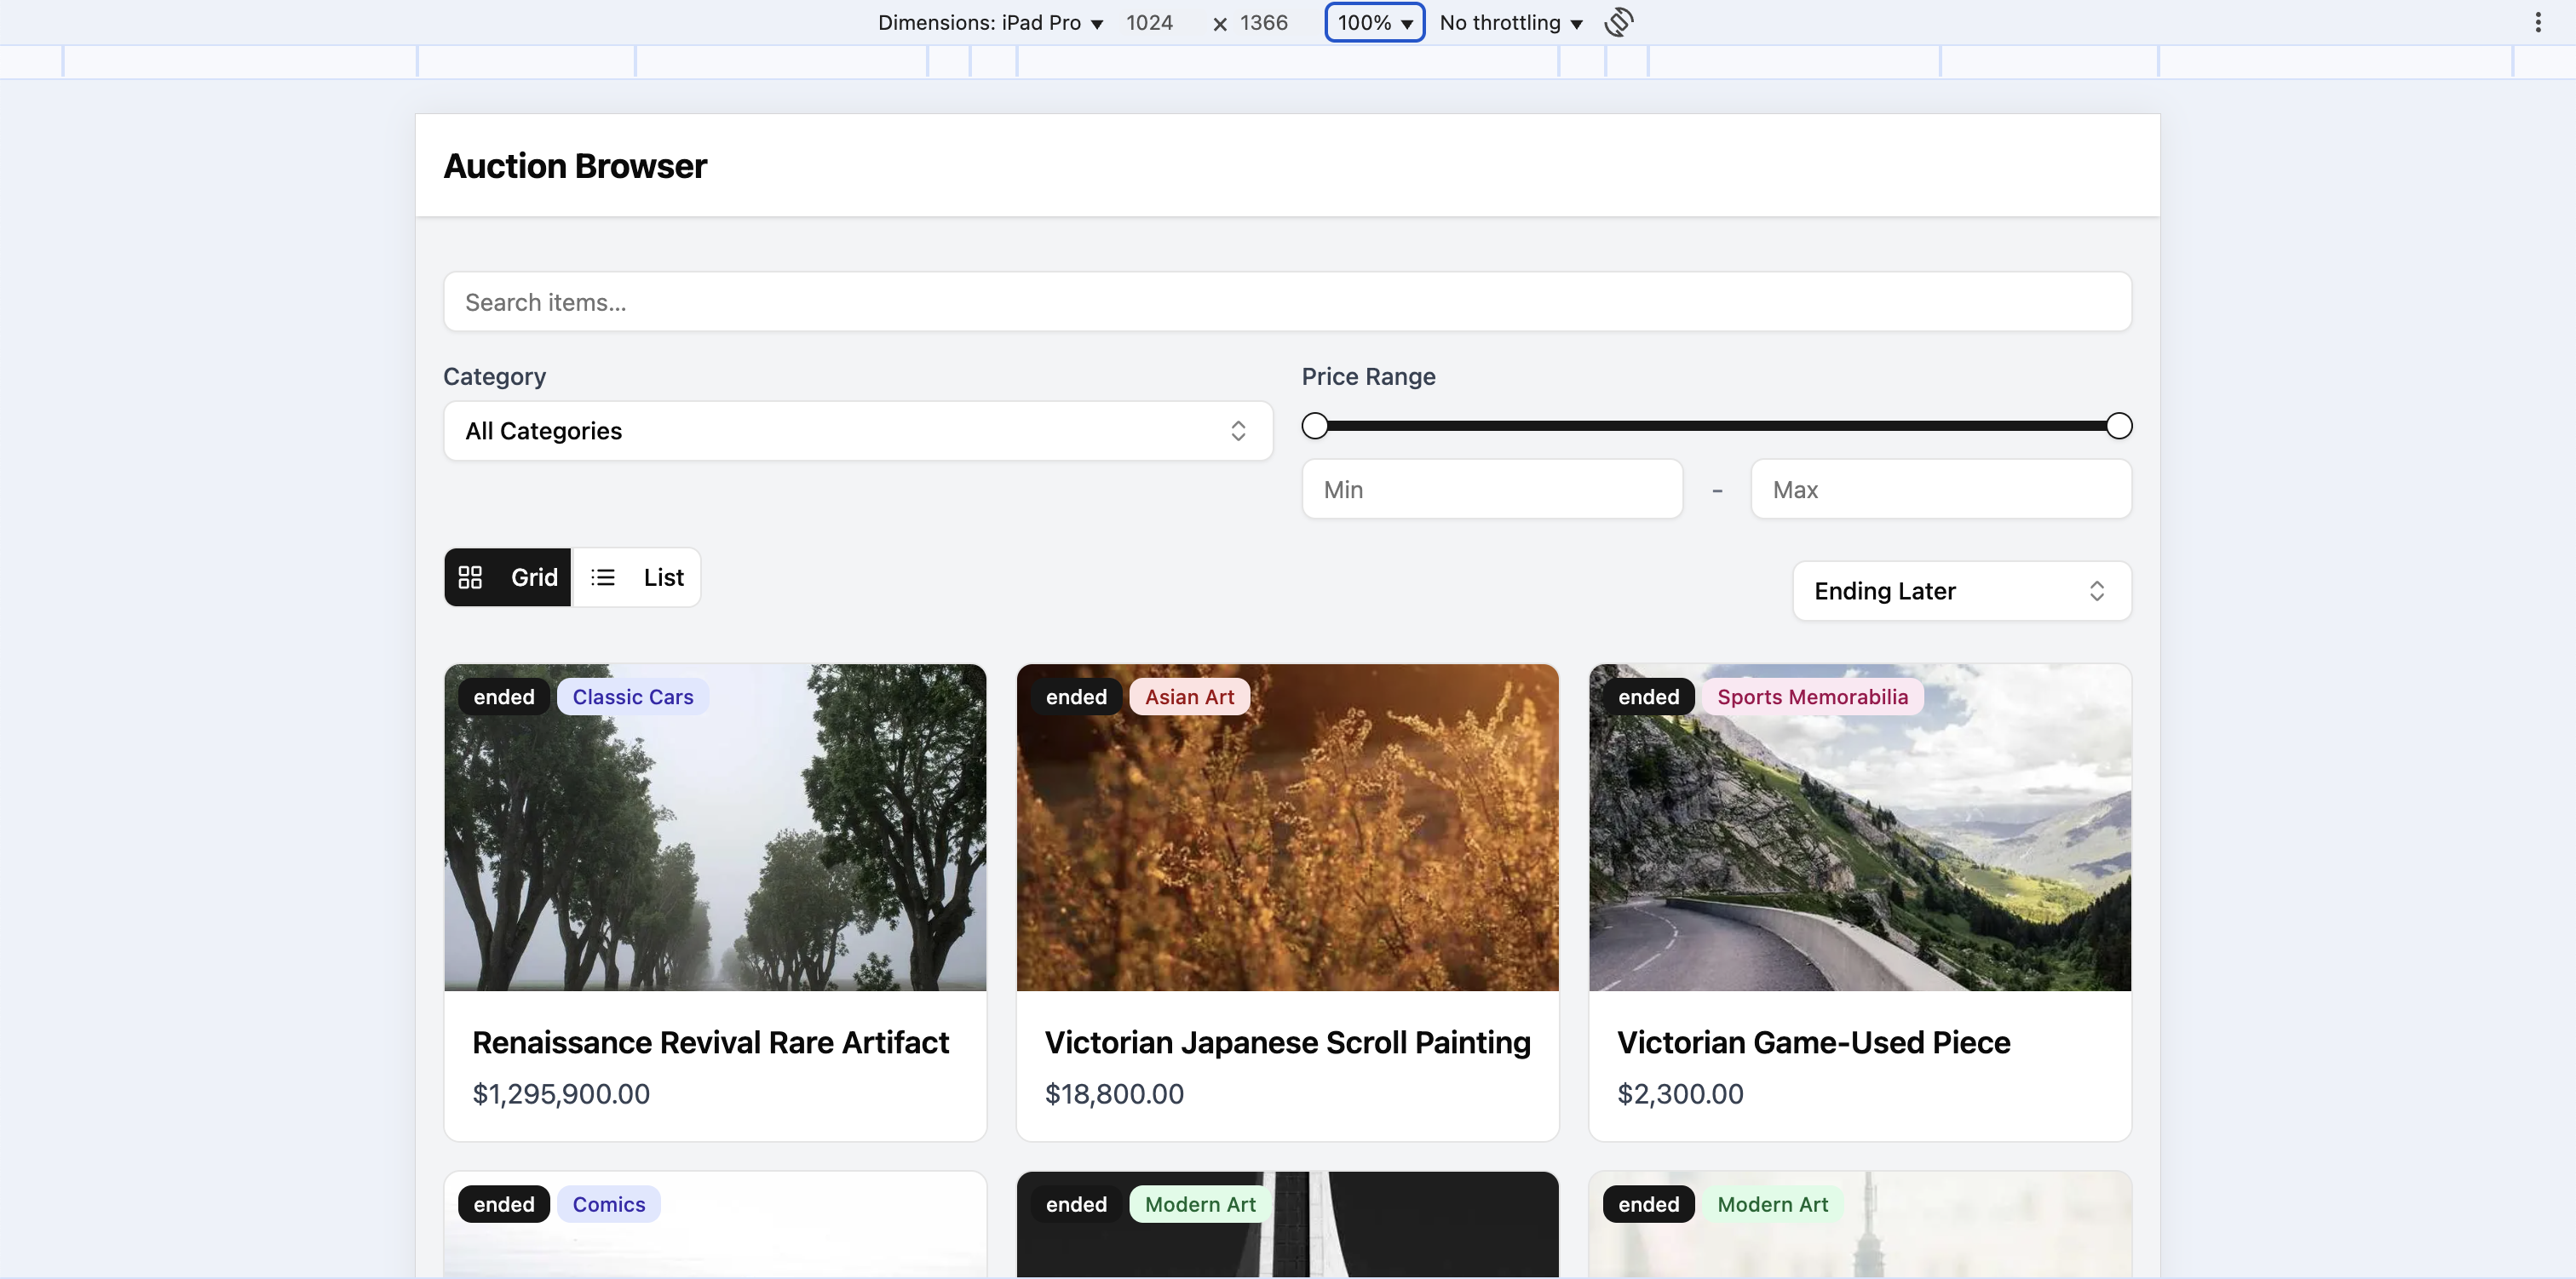 Dimensions: iPad Pro ▼ 1024 × 1366 100% ▼ No throttling ▼
Auction Browser
Search items...
Category
All Categories
Price Range
Min - Max
Grid List
Ending Later
ended Classic Cars
Renaissance Revival Rare Artifact
$1,295,900.00
ended Asian Art
Victorian Japanese Scroll Painting
$18,800.00
ended Sports Memorabilia
Victorian Game-Used Piece
$2,300.00
ended Comics
ended Modern Art
ended Modern Art